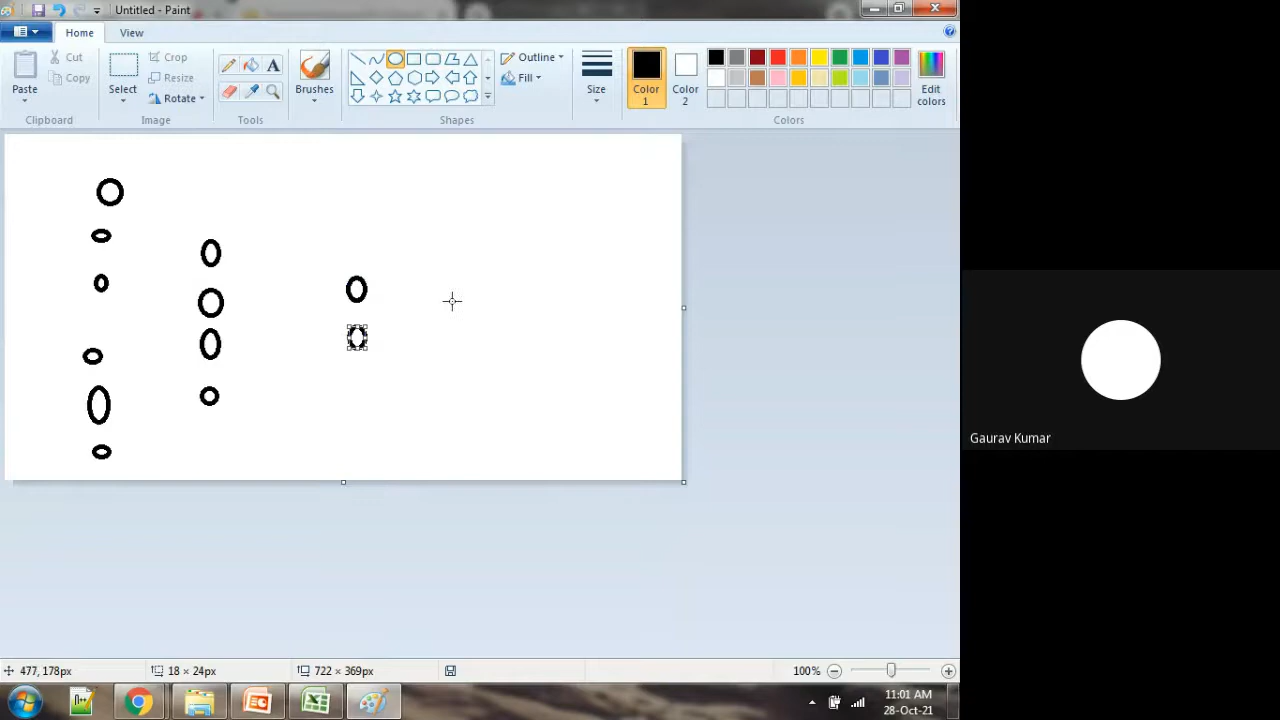 Untitled - Paint
Home View
Cut
Copy
Paste
Clipboard
Select
Crop
Resize
Rotate
Image
A
Tools
Brushes
Outline
Fill
Shapes
Size
Color
1
Color
2
Edit
colors
Colors
Gaurav Kumar
477, 178px
18 × 24px
722 × 369px
100%
11:01 AM
28-Oct-21